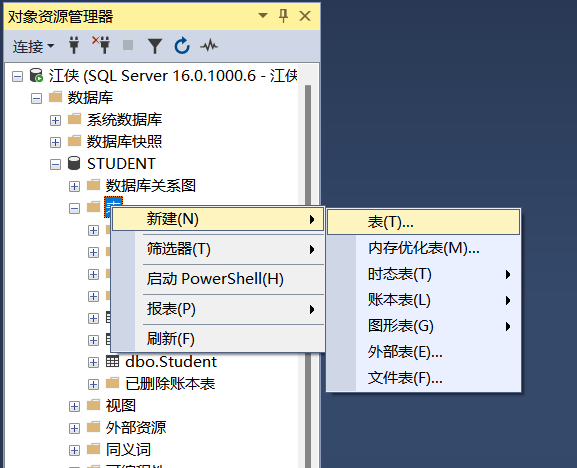 对象资源管理器
连接
江侠 (SQL Server 16.0.1000.6 - 江侠
数据库
系统数据库
数据库快照
STUDENT
数据库关系图
表
新建(N)
筛选器(T)
启动 PowerShell(H)
报表(P)
刷新(F)
表(T)...
内存优化表(M)...
时态表(T)
账本表(L)
图形表(G)
外部表(E)...
文件表(F)...
dbo.Student
已删除账本表
视图
外部资源
同义词
可编程性